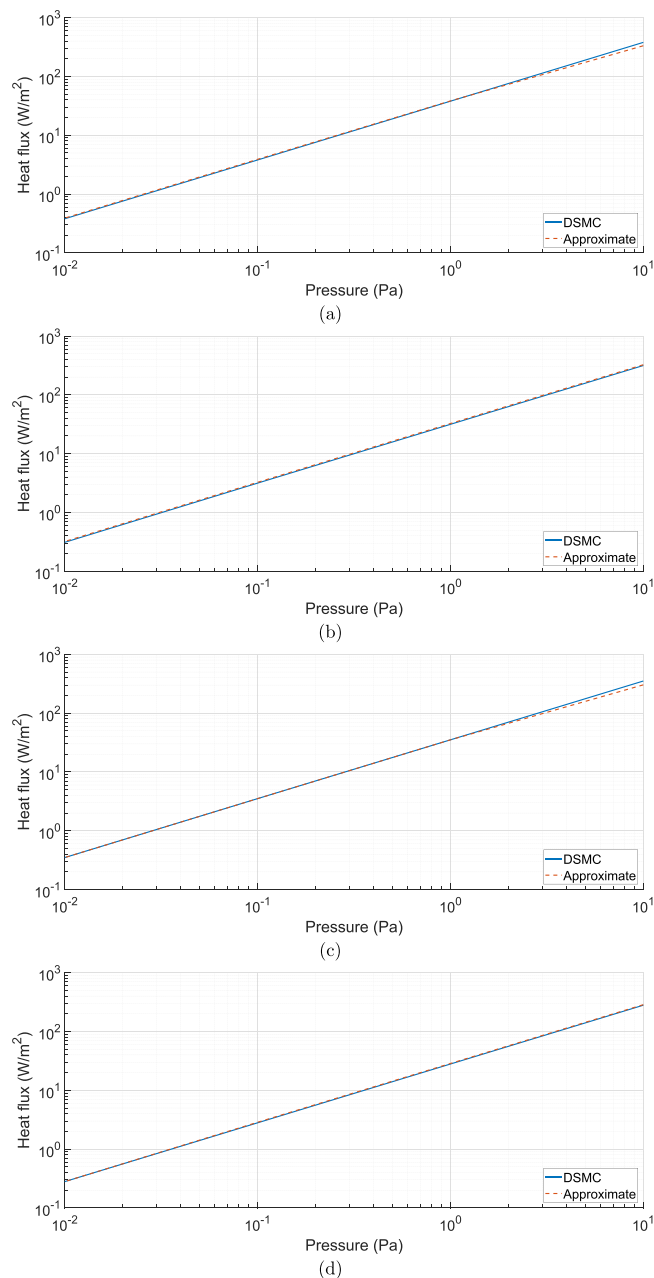 10³
10²
10¹
10⁰
10⁻¹
Heat flux (W/m²)
DSMC
Approximate
10⁻² 10⁻¹ 10⁰ 10¹
Pressure (Pa)
(a)
10³
10²
10¹
10⁰
10⁻¹
Heat flux (W/m²)
DSMC
Approximate
10⁻² 10⁻¹ 10⁰ 10¹
Pressure (Pa)
(b)
10³
10²
10¹
10⁰
10⁻¹
Heat flux (W/m²)
DSMC
Approximate
10⁻² 10⁻¹ 10⁰ 10¹
Pressure (Pa)
(c)
10³
10²
10¹
10⁰
10⁻¹
Heat flux (W/m²)
DSMC
Approximate
10⁻² 10⁻¹ 10⁰ 10¹
Pressure (Pa)
(d)